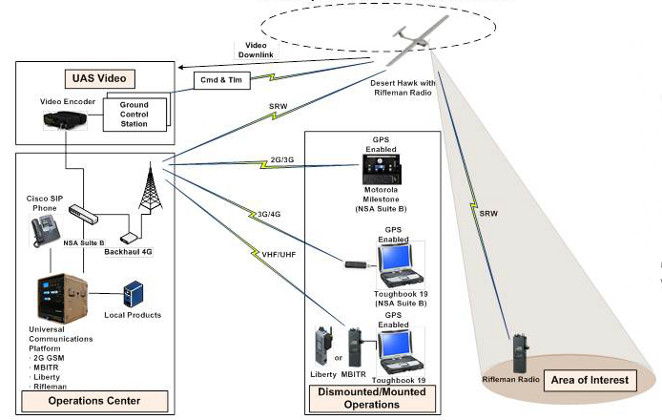 Video
Downlink
UAS Video
Cmd & Tlm
Desert Hawk with
Rifleman Radio
Video Encoder
Ground
Control
Station
SRW
GPS
Enabled
2G/3G
Motorola
Milestone
(NSA Suite B)
Cisco SIP
Phone
3G/4G
SRW
GPS
Enabled
NSA Suite B
Backhaul 4G
VHF/UHF
Toughbook 19
(NSA Suite B)
Local Products
GPS
Enabled
Universal
Communications
Platform
· 2G GSM
· MBITR
· Liberty
· Rifleman
or
Liberty
MBITR
Toughbook 19
Rifleman Radio
Area of Interest
Operations Center
Dismounted/Mounted
Operations